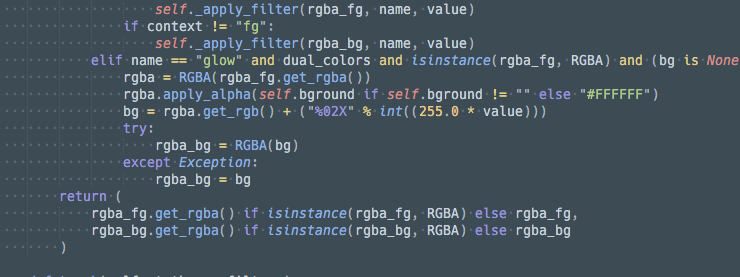 self._apply_filter(rgba_fg, name, value)
if context != "fg":
self._apply_filter(rgba_bg, name, value)
elif name == "glow" and dual_colors and isinstance(rgba_fg, RGBA) and (bg is None
rgba = RGBA(rgba_fg.get_rgba())
rgba.apply_alpha(self.bground if self.bground != "" else "#FFFFFF")
bg = rgba.get_rgb() + ("%02X" % int((255.0 * value)))
try:
rgba_bg = RGBA(bg)
except Exception:
rgba_bg = bg
return (
rgba_fg.get_rgba() if isinstance(rgba_fg, RGBA) else rgba_fg,
rgba_bg.get_rgba() if isinstance(rgba_bg, RGBA) else rgba_bg
)